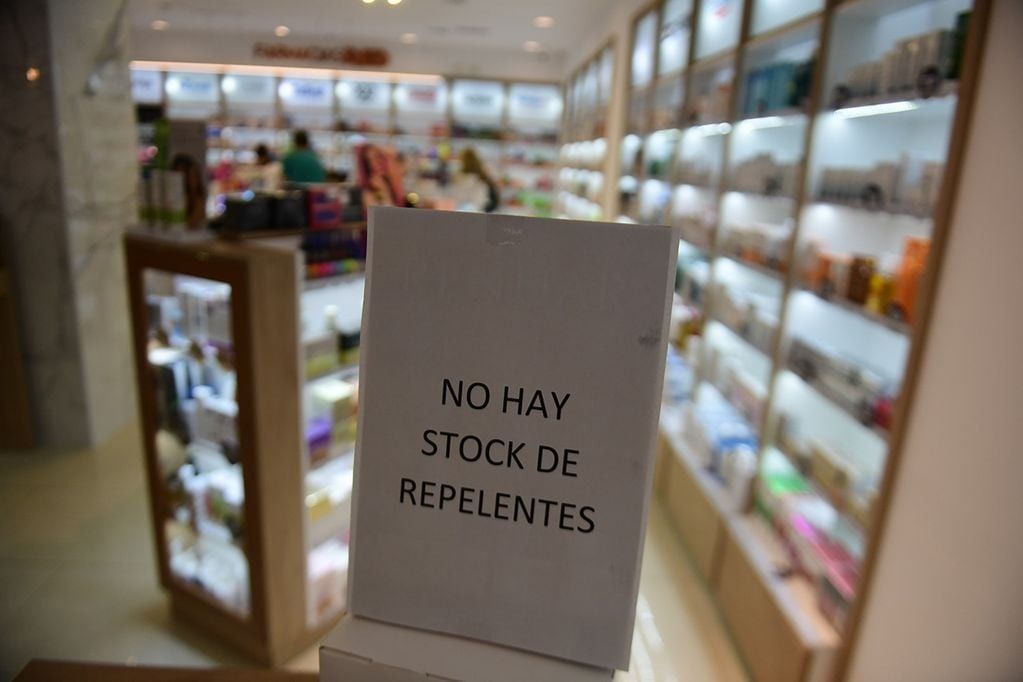 NO HAY
STOCK DE
REPELENTES